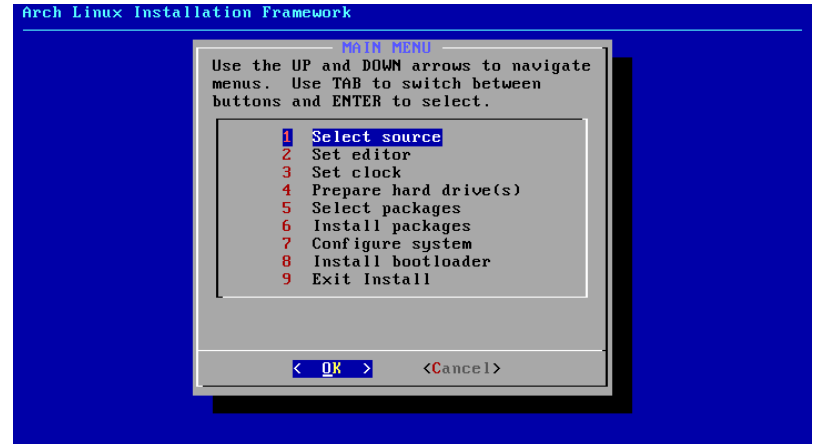 Arch Linux Installation Framework
MAIN MENU
Use the UP and DOWN arrows to navigate
menus.  Use TAB to switch between
buttons and ENTER to select.
1  Select source
2  Set editor
3  Set clock
4  Prepare hard drive(s)
5  Select packages
6  Install packages
7  Configure system
8  Install bootloader
9  Exit Install
<  OK  >      <Cancel>